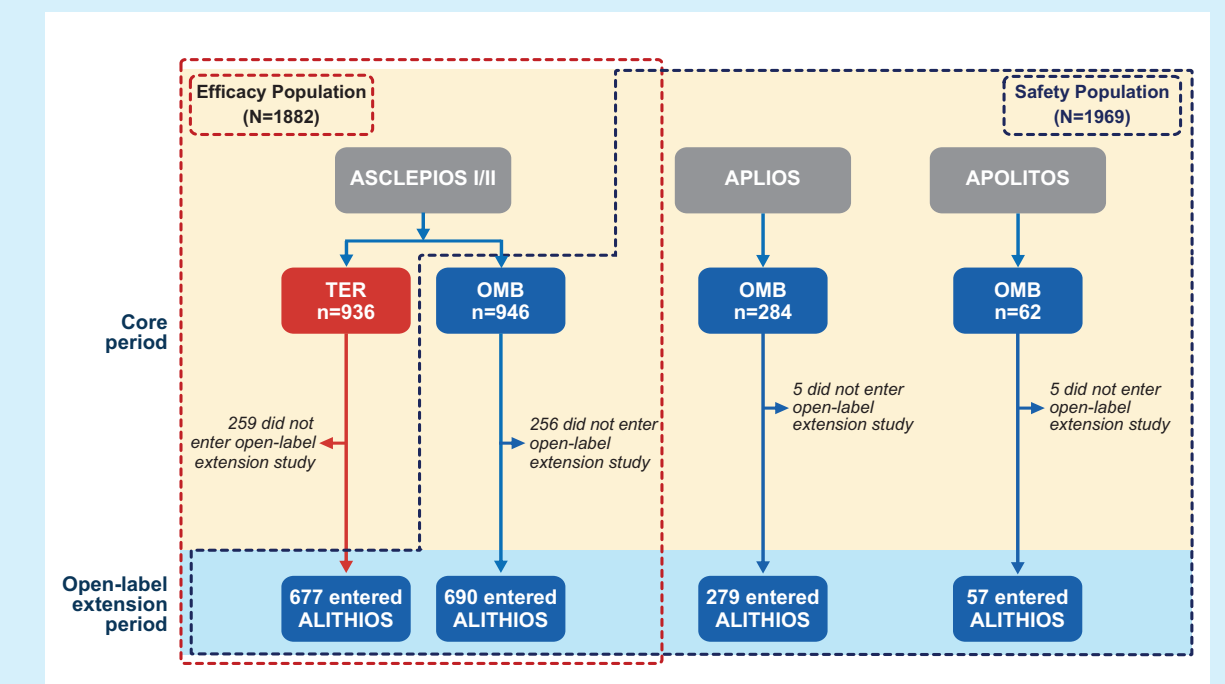 Efficacy Population
(N=1882)
Safety Population
(N=1969)
ASCLEPIOS I/II
APLIOS
APOLITOS
Core
period
TER
n=936
OMB
n=946
OMB
n=284
OMB
n=62
259 did not
enter open-label
extension study
256 did not enter
open-label
extension study
5 did not enter
open-label
extension study
5 did not enter
open-label
extension study
Open-label
extension
period
677 entered
ALITHIOS
690 entered
ALITHIOS
279 entered
ALITHIOS
57 entered
ALITHIOS